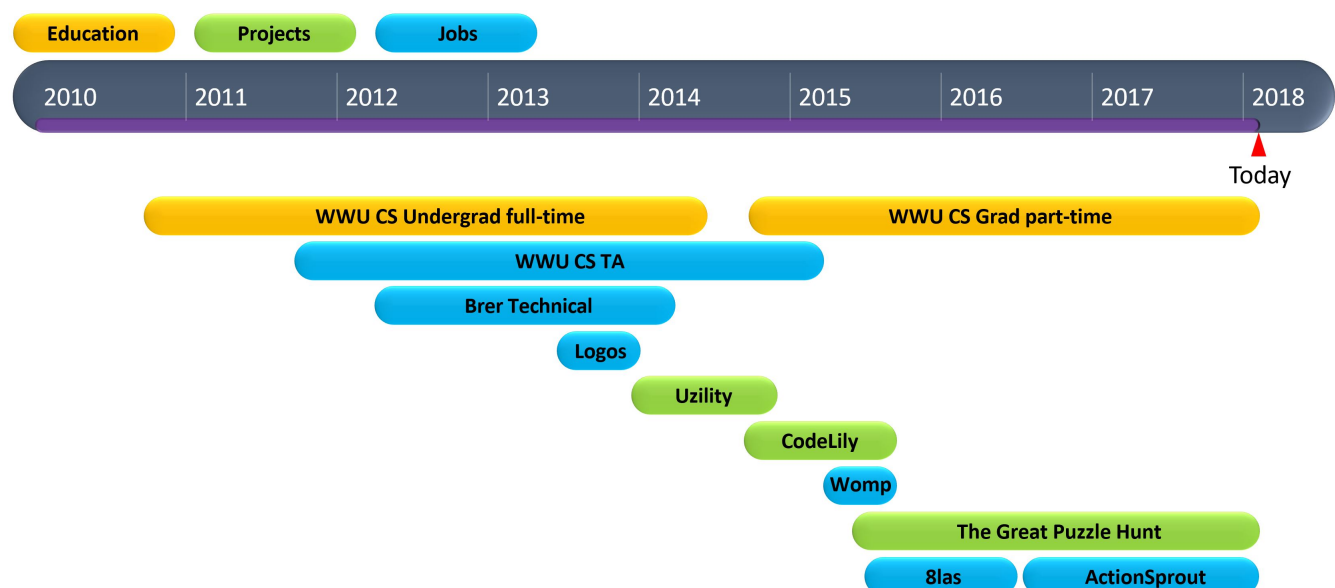 Education Projects Jobs
2010 2011 2012 2013 2014 2015 2016 2017 2018
Today
WWU CS Undergrad full-time WWU CS Grad part-time
WWU CS TA
Brer Technical
Logos
Uzility
CodeLily
Womp
The Great Puzzle Hunt
8las ActionSprout